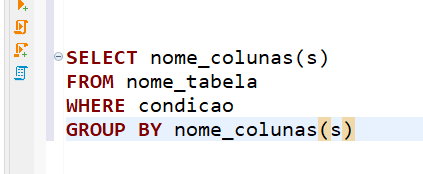 SELECT nome_colunas(s)
FROM nome_tabela
WHERE condicao
GROUP BY nome_colunas(s)